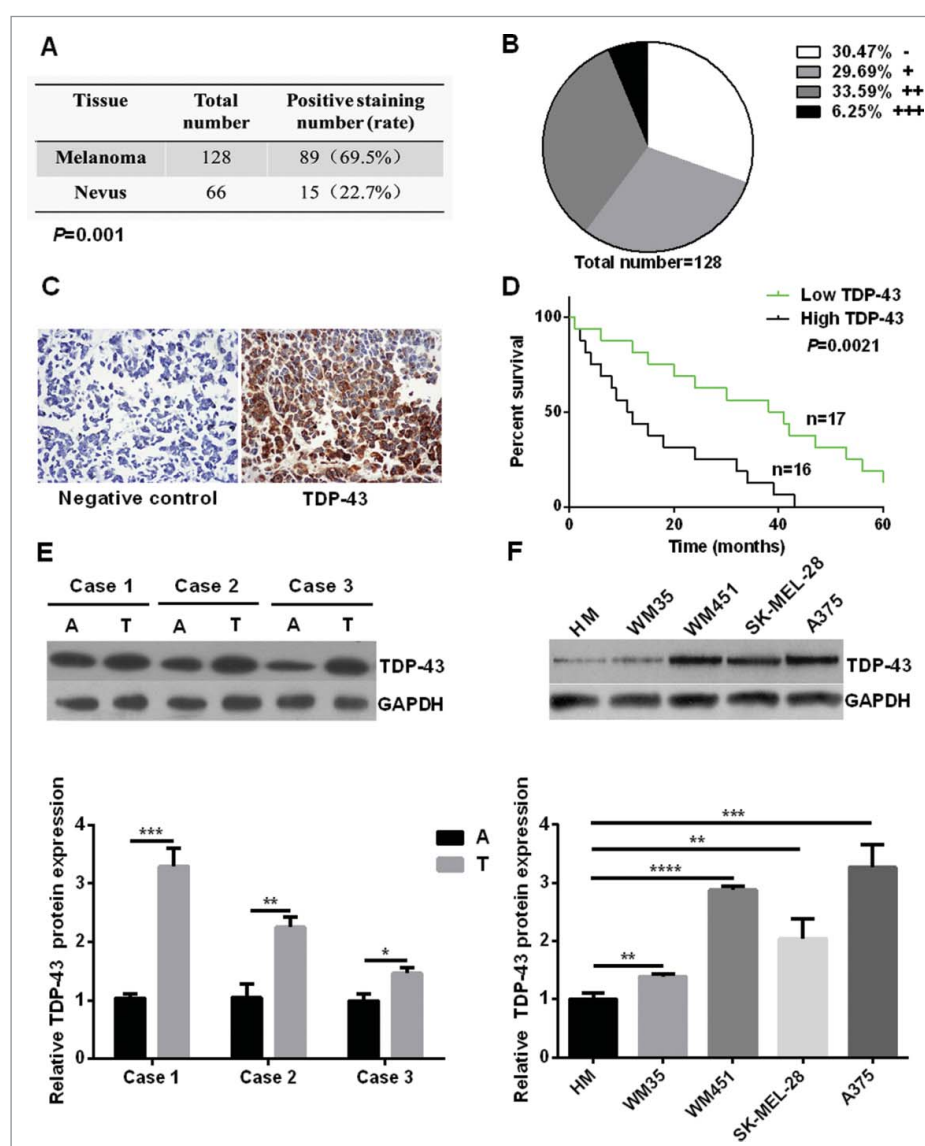 A
Tissue Total number Positive staining number (rate)
Melanoma 128 89（69.5%）
Nevus 66 15（22.7%）
P=0.001
B
30.47% -
29.69% +
33.59% ++
6.25% +++
Total number=128
C
Negative control TDP-43
D
Low TDP-43
High TDP-43
P=0.0021
Percent survival
100
50
0
n=17
n=16
0 20 40 60
Time (months)
E
Case 1 Case 2 Case 3
A T A T A T
TDP-43
GAPDH
Relative TDP-43 protein expression
4
3
2
1
0
*** ** *
A
T
Case 1 Case 2 Case 3
F
HM WM35 WM451 SK-MEL-28 A375
TDP-43
GAPDH
Relative TDP-43 protein expression
4
3
2
1
0
***
**
****
**
HM WM35 WM451 SK-MEL-28 A375